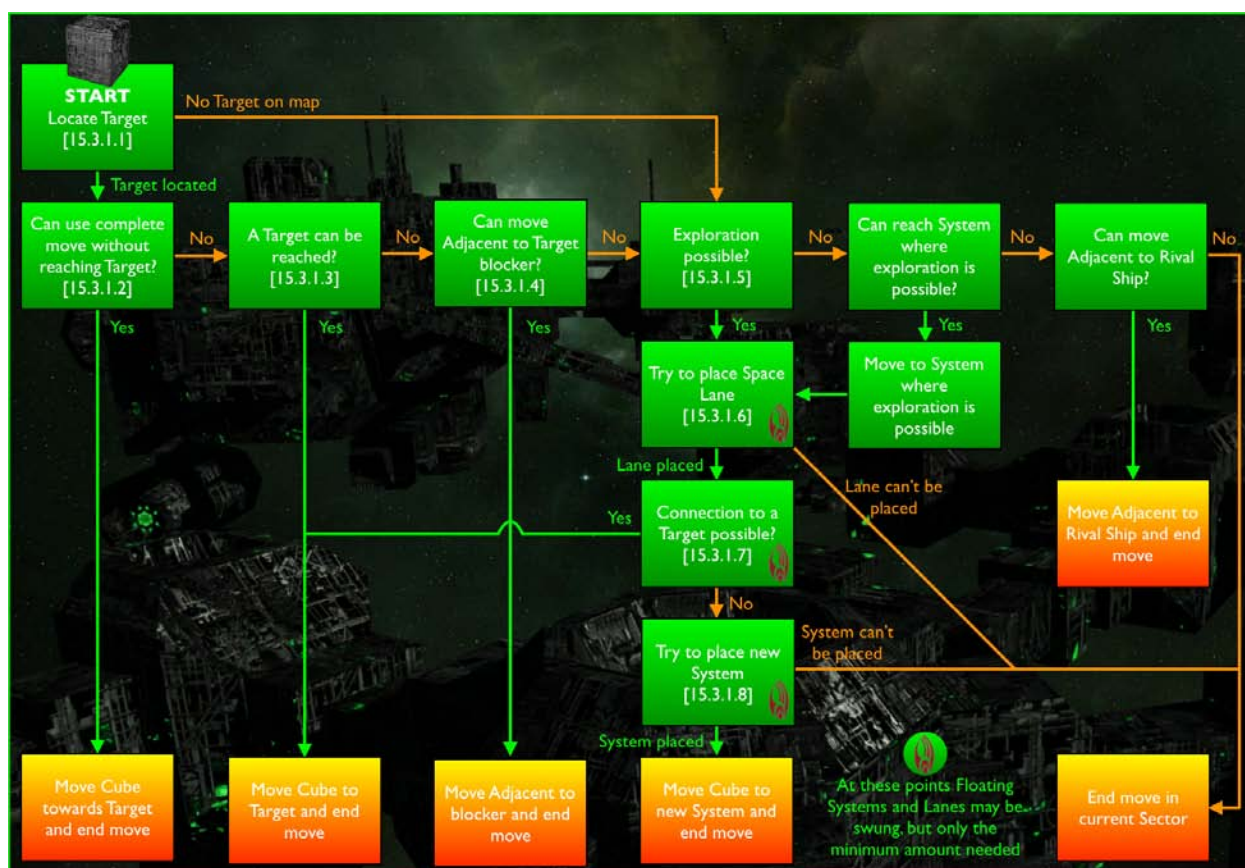 START
Locate Target
[15.3.1.1]
No Target on map
Target located
Can use complete
move without
reaching Target?
[15.3.1.2]
No
A Target can be
reached?
[15.3.1.3]
No
Can move
Adjacent to Target
blocker?
[15.3.1.4]
No
Exploration
possible?
[15.3.1.5]
No
Can reach System
where
exploration is
possible?
No
Can move
Adjacent to Rival
Ship?
No
Yes
Yes
Yes
Yes
Yes
Yes
Try to place Space
Lane
[15.3.1.6]
Move to System
where
exploration is
possible
Lane placed
Lane can't be
placed
Yes
Connection to a
Target possible?
[15.3.1.7]
Move Adjacent to
Rival Ship and end
move
No
System can't
be placed
Try to place new
System
[15.3.1.8]
System placed
Move Cube
towards Target
and end move
Move Cube to
Target and end
move
Move Adjacent to
blocker and end
move
Move Cube to
new System and
end move
At these points Floating
Systems and Lanes may be
swung, but only the
minimum amount needed
End move in
current Sector